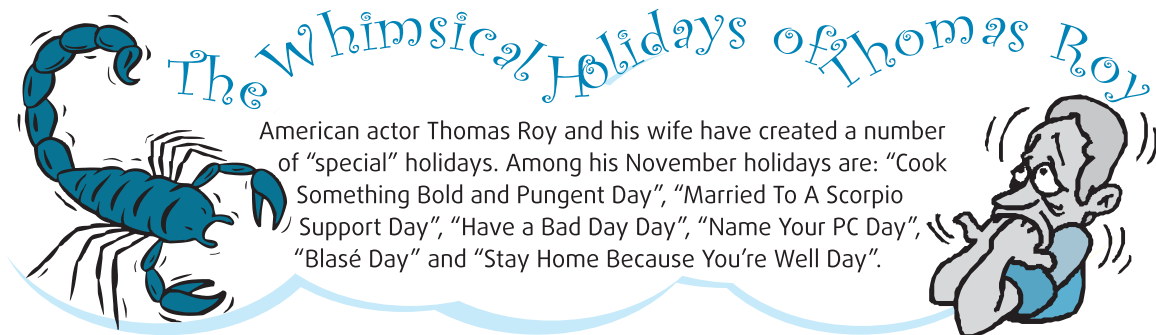 The Whimsical Holidays of Thomas Roy
American actor Thomas Roy and his wife have created a number
of “special” holidays. Among his November holidays are: “Cook
Something Bold and Pungent Day”, “Married To A Scorpio
Support Day”, “Have a Bad Day Day”, “Name Your PC Day”,
“Blasé Day” and “Stay Home Because You’re Well Day”.